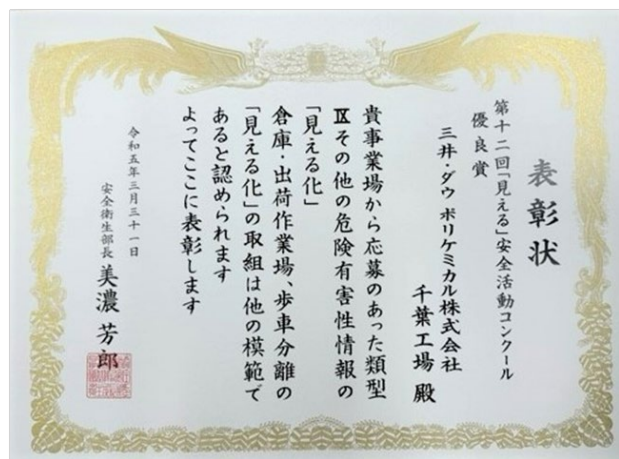 表彰状
第十二回「見える」安全活動コンクール
優良賞
三井・ダウ ポリケミカル株式会社
千葉工場 殿
貴事業場から応募のあった類型
Ⅸその他の危険有害性情報の
「見える化」
倉庫・出荷作業場、歩車分離の
「見える化」の取組は他の模範で
あると認められます
よってここに表彰します
令和五年三月三十一日
安全衛生部長 美濃 芳郎